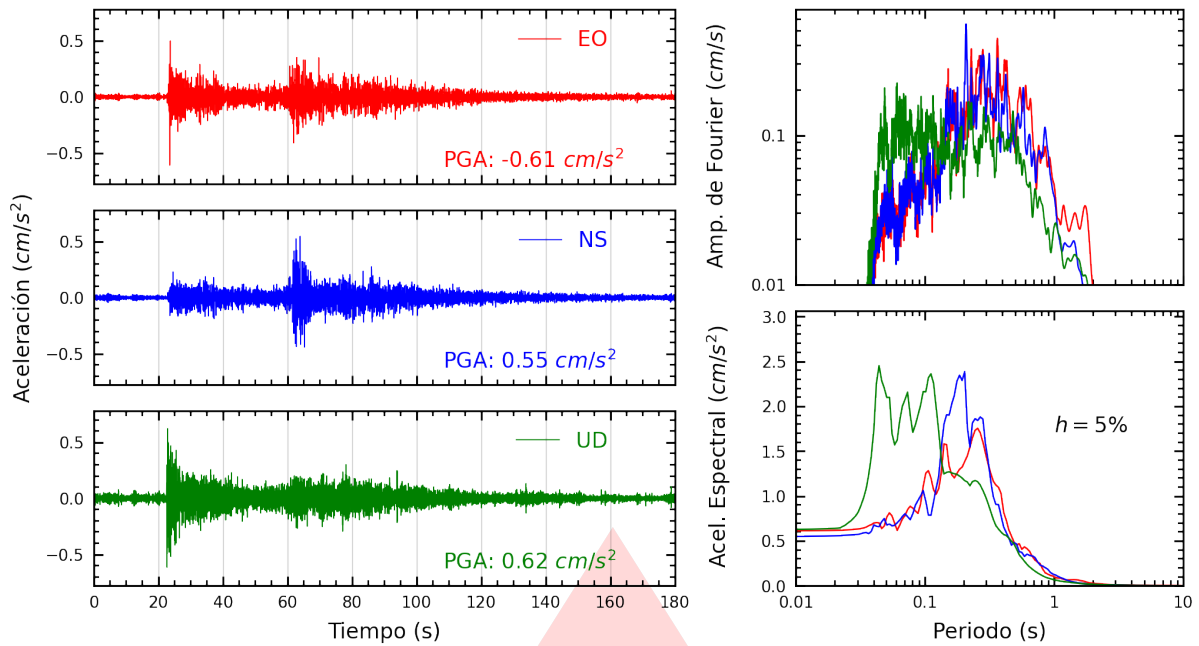 Aceleración (cm/s²)
0.5
0.0
−0.5
EO
PGA: -0.61 cm/s²
0.5
0.0
−0.5
NS
PGA: 0.55 cm/s²
0.5
0.0
−0.5
UD
PGA: 0.62 cm/s²
0 20 40 60 80 100 120 140 160 180
Tiempo (s)
Amp. de Fourier (cm/s)
0.1
0.01
Acel. Espectral (cm/s²)
3.0
2.5
2.0
1.5
1.0
0.5
0.0
h = 5%
0.01 0.1 1 10
Periodo (s)